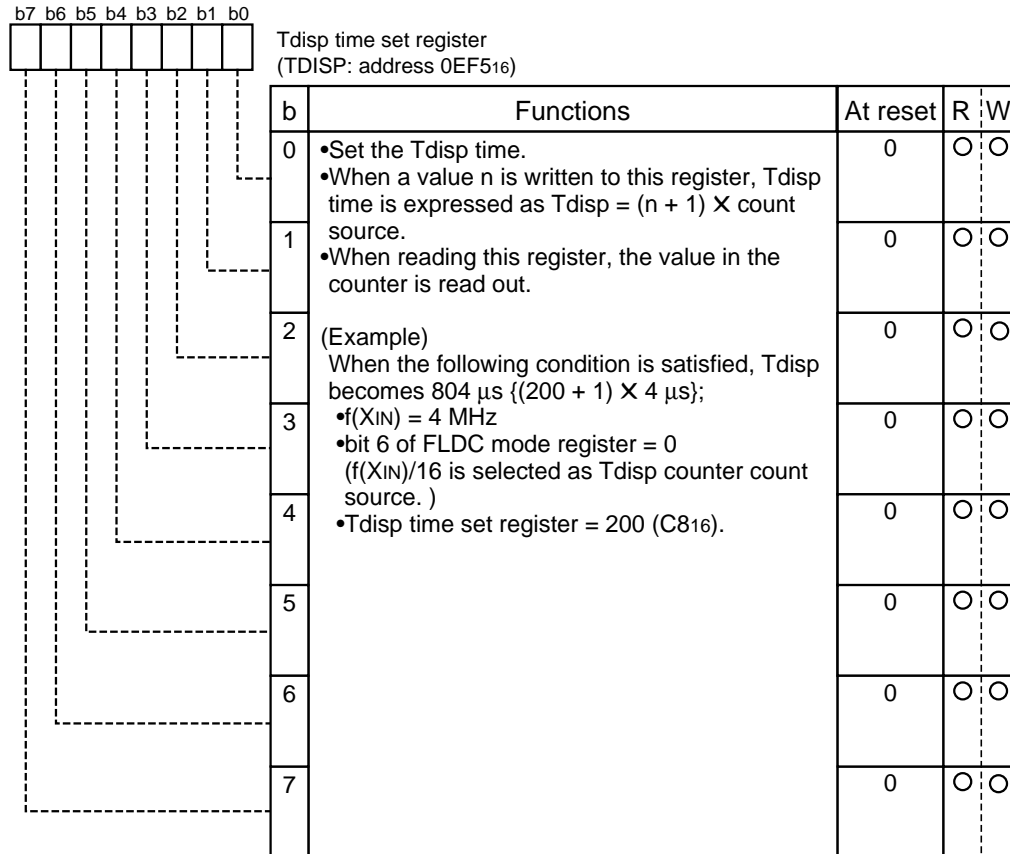 b7 b6 b5 b4 b3 b2 b1 b0
Tdisp time set register
(TDISP: address 0EF516)
b Functions At reset R W
0 •Set the Tdisp time. 0 ○ ○
•When a value n is written to this register, Tdisp
time is expressed as Tdisp = (n + 1) ✕ count
source.
1 0 ○ ○
•When reading this register, the value in the
counter is read out.
2 0 ○ ○
(Example)
When the following condition is satisfied, Tdisp
becomes 804 μs {(200 + 1) ✕ 4 μs};
3 •f(XIN) = 4 MHz 0 ○ ○
•bit 6 of FLDC mode register = 0
(f(XIN)/16 is selected as Tdisp counter count
source. )
4 0 ○ ○
•Tdisp time set register = 200 (C816).
5 0 ○ ○
6 0 ○ ○
7 0 ○ ○